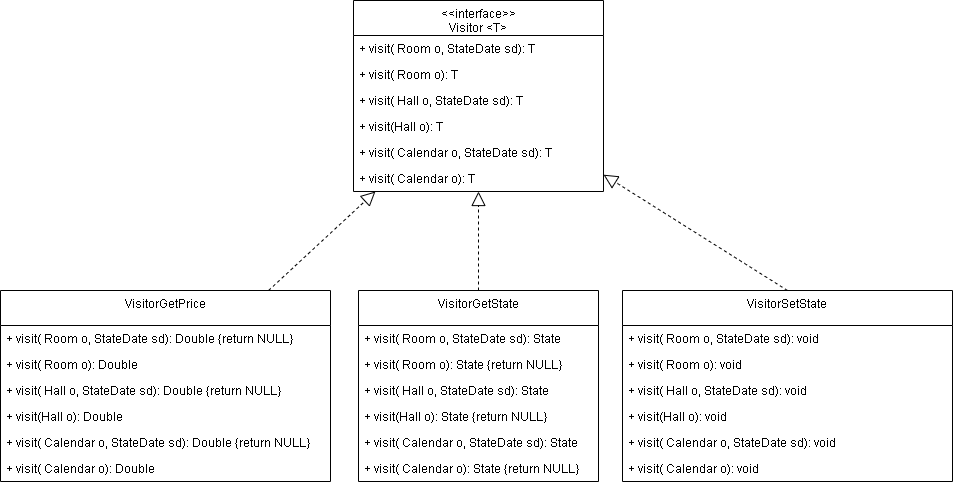 <<interface>>
Visitor <T>
+ visit( Room o, StateDate sd): T
+ visit( Room o): T
+ visit( Hall o, StateDate sd): T
+ visit(Hall o): T
+ visit( Calendar o, StateDate sd): T
+ visit( Calendar o): T
VisitorGetPrice
+ visit( Room o, StateDate sd): Double {return NULL}
+ visit( Room o): Double
+ visit( Hall o, StateDate sd): Double {return NULL}
+ visit(Hall o): Double
+ visit( Calendar o, StateDate sd): Double {return NULL}
+ visit( Calendar o): Double
VisitorGetState
+ visit( Room o, StateDate sd): State
+ visit( Room o): State {return NULL}
+ visit( Hall o, StateDate sd): State
+ visit(Hall o): State {return NULL}
+ visit( Calendar o, StateDate sd): State
+ visit( Calendar o): State {return NULL}
VisitorSetState
+ visit( Room o, StateDate sd): void
+ visit( Room o): void
+ visit( Hall o, StateDate sd): void
+ visit(Hall o): void
+ visit( Calendar o, StateDate sd): void
+ visit( Calendar o): void